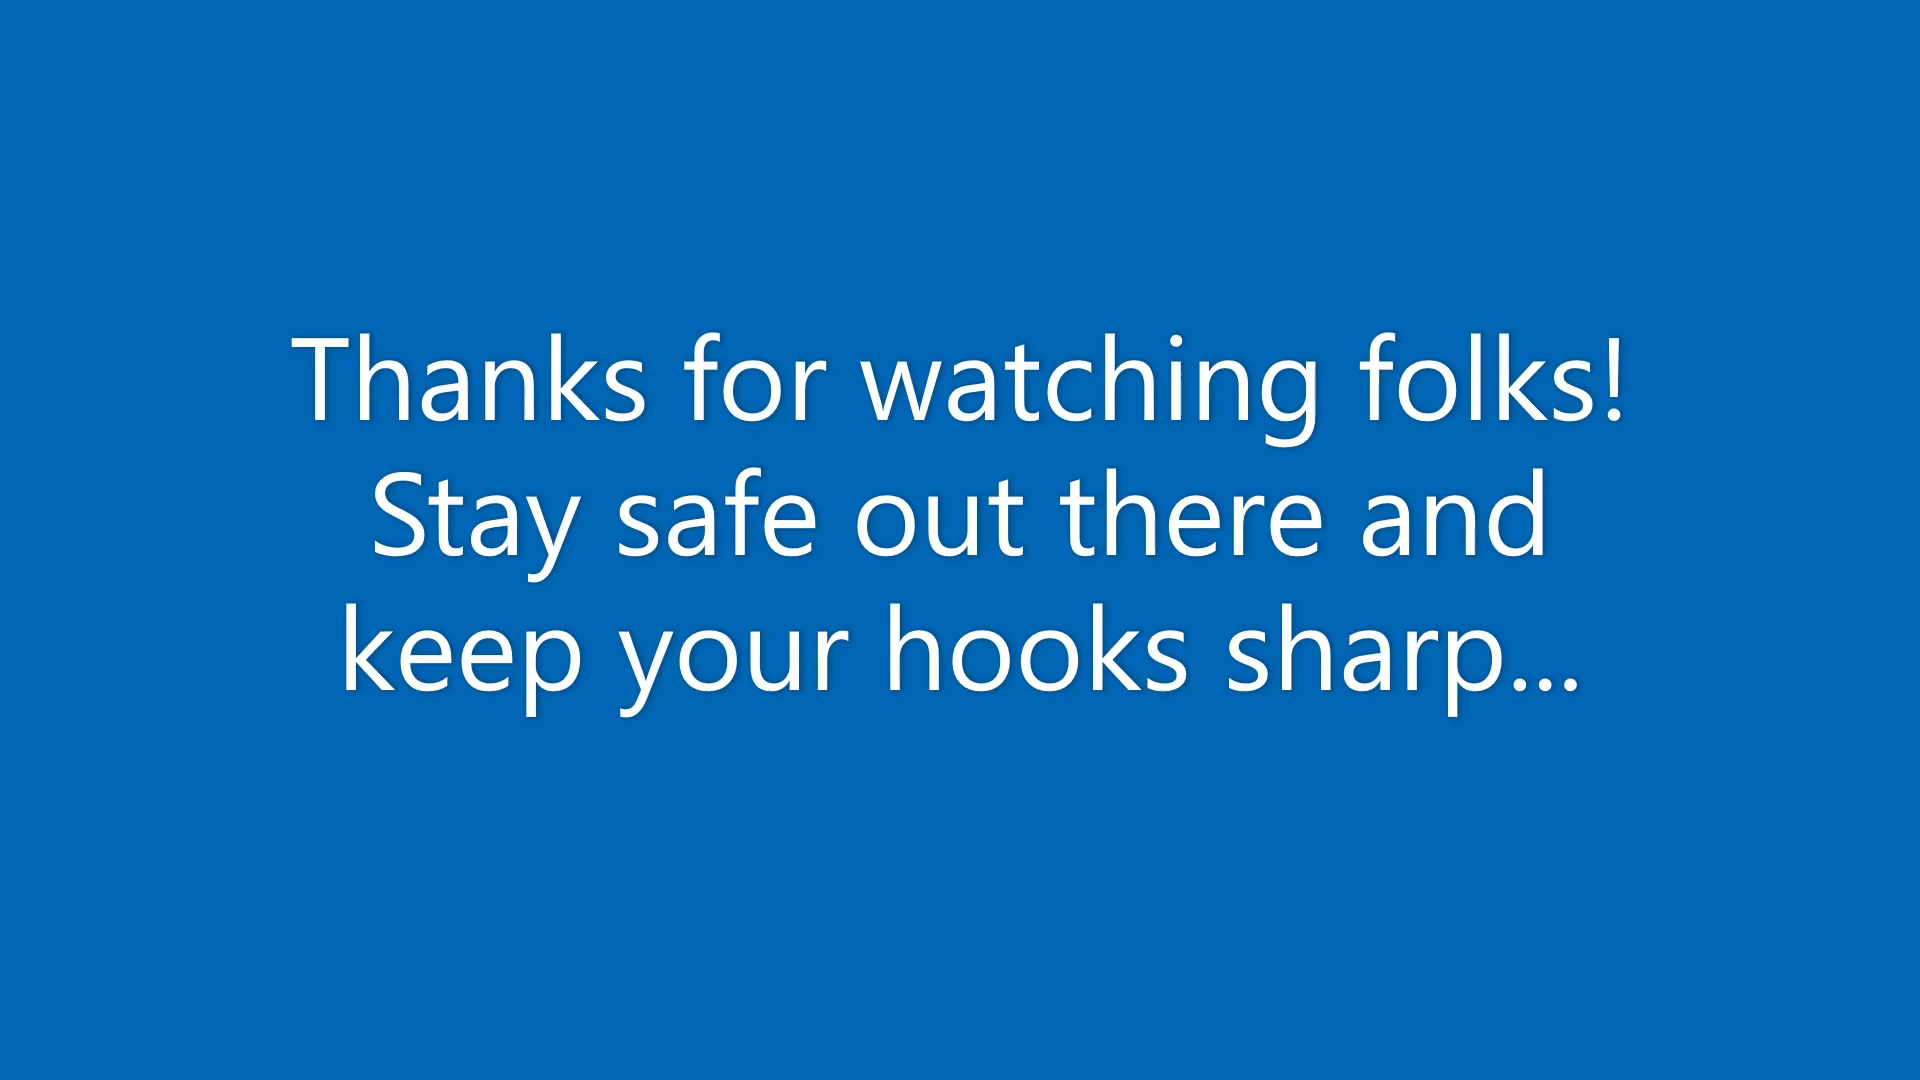 Thanks for watching folks!
Stay safe out there and
keep your hooks sharp...